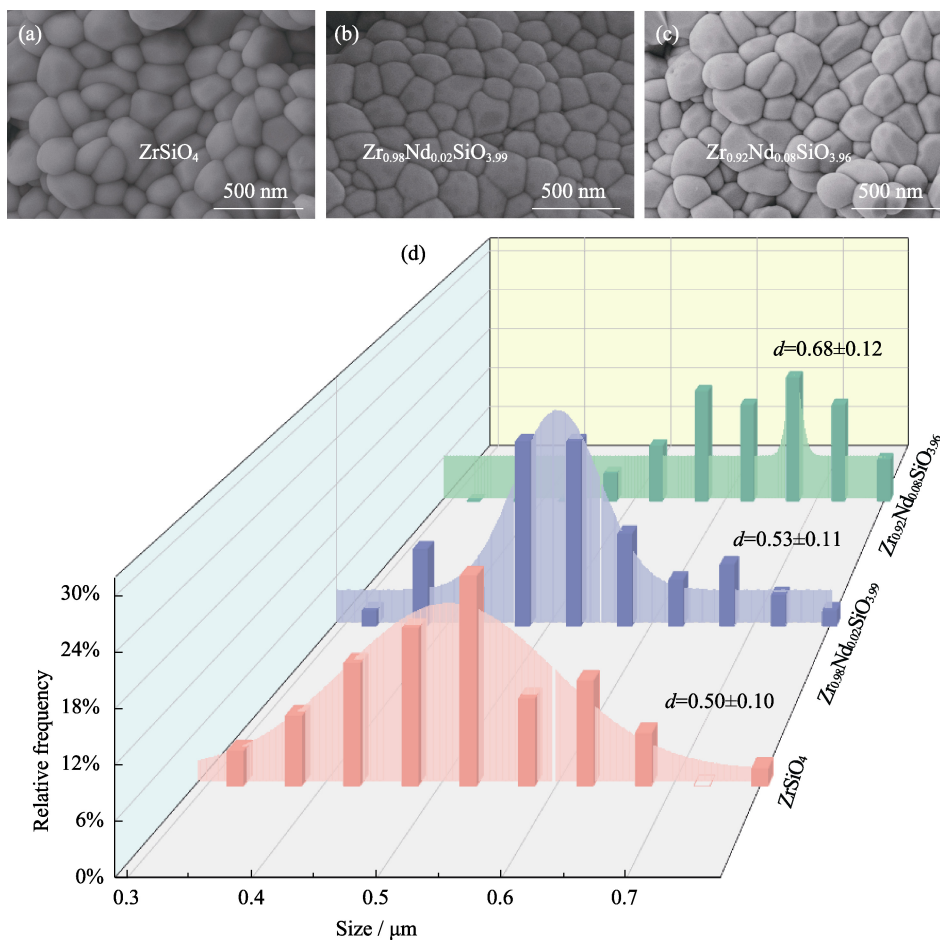 (a)
ZrSiO4
500 nm
(b)
Zr0.98Nd0.02SiO3.99
500 nm
(c)
Zr0.92Nd0.08SiO3.96
500 nm
(d)
d=0.68±0.12
Zr0.92Nd0.08SiO3.96
d=0.53±0.11
Zr0.98Nd0.02SiO3.99
d=0.50±0.10
ZrSiO4
30%
24%
18%
12%
6%
0%
Relative frequency
0.3 0.4 0.5 0.6 0.7
Size / μm